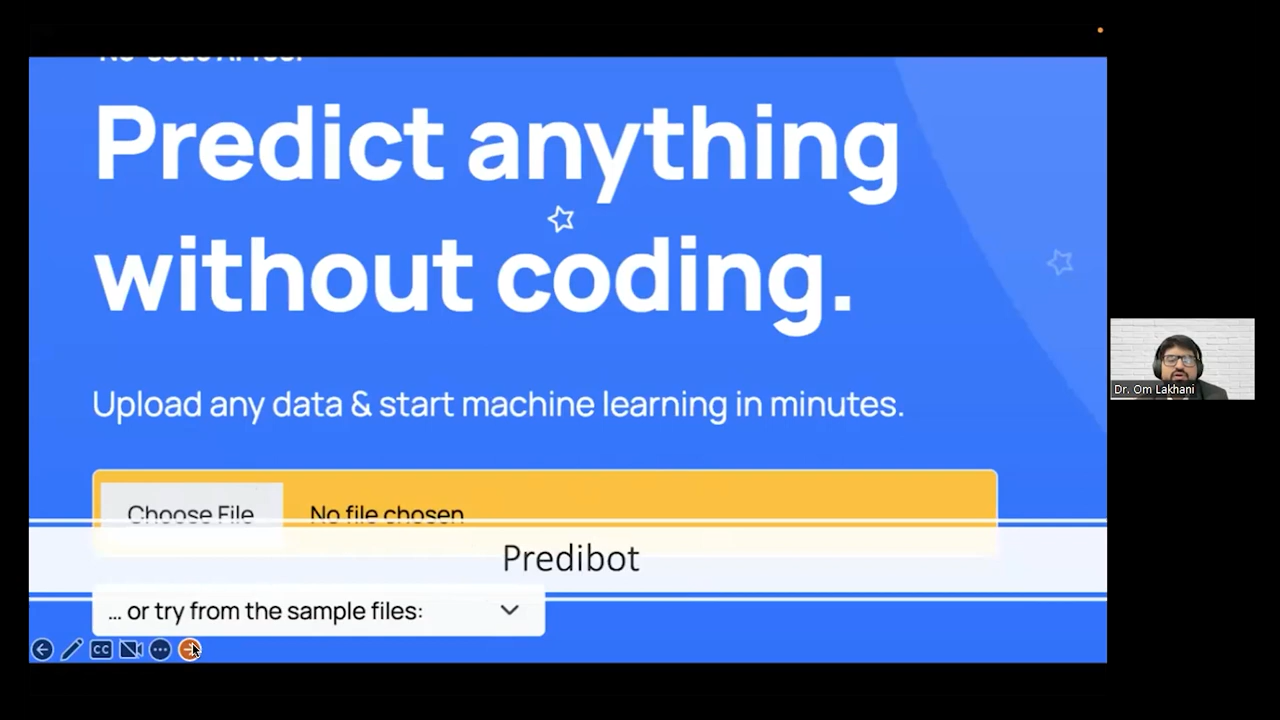 Predict anything
without coding.
Upload any data & start machine learning in minutes.
Choose File No file chosen
Predibot
... or try from the sample files:
CC
Dr. Om Lakhani